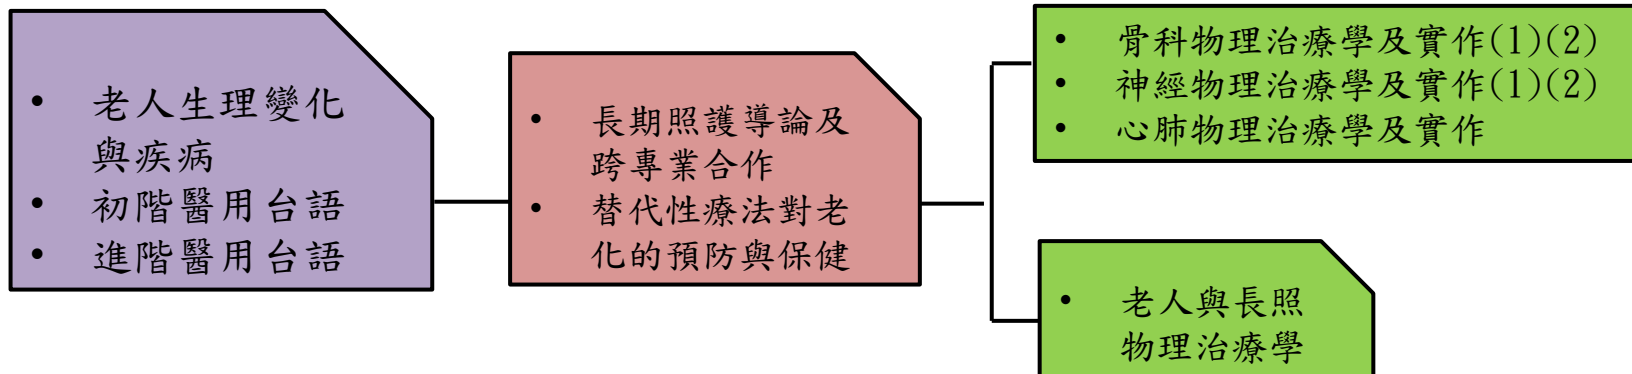 • 老人生理變化
與疾病
• 初階醫用台語
• 進階醫用台語
• 長期照護導論及
跨專業合作
• 替代性療法對老
化的預防與保健
• 骨科物理治療學及實作(1)(2)
• 神經物理治療學及實作(1)(2)
• 心肺物理治療學及實作
• 老人與長照
物理治療學